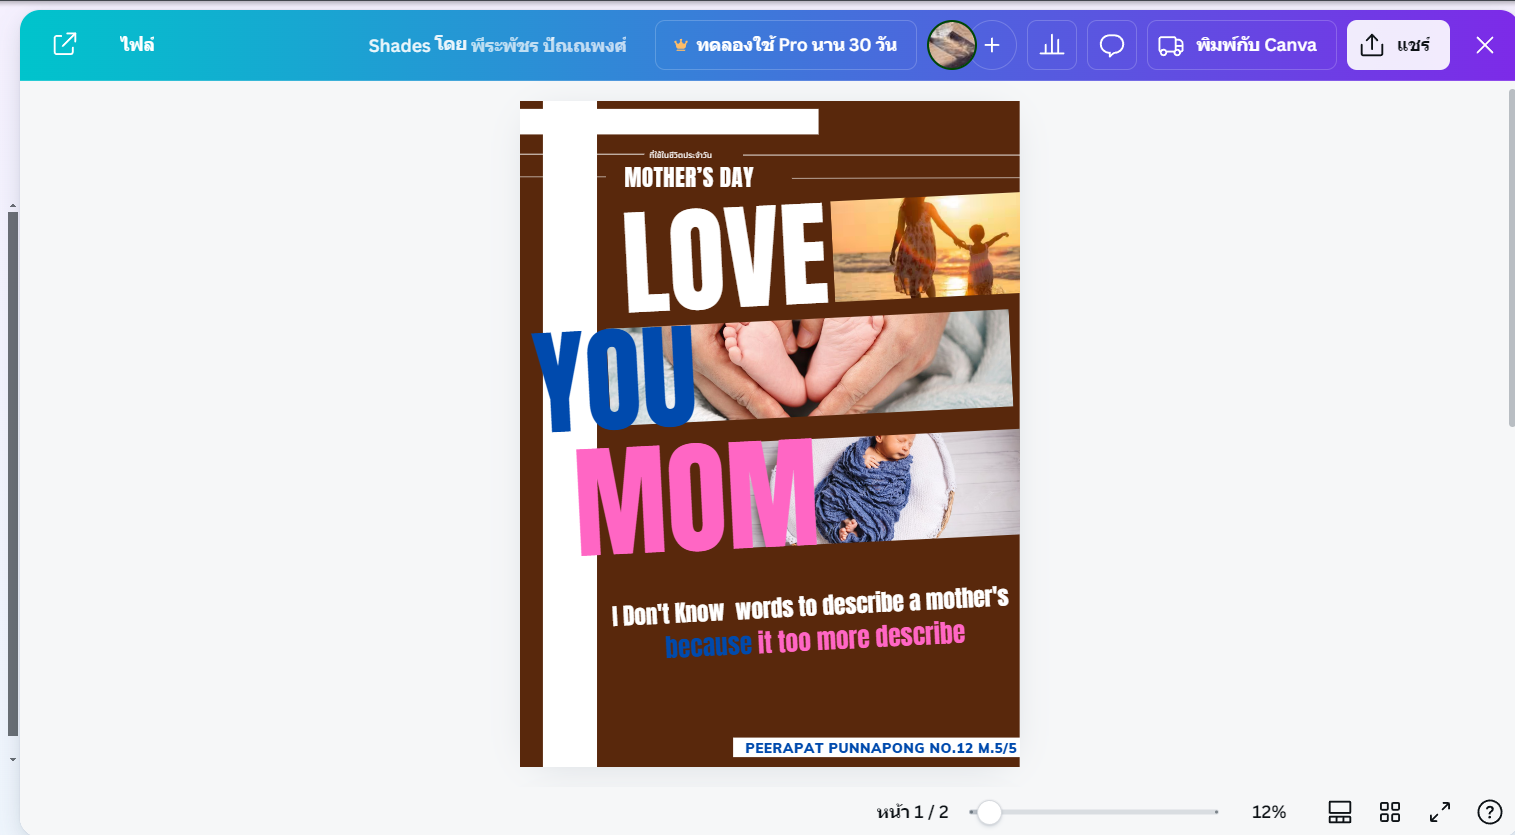 ไฟล์
Shades โดย พีระพัชร ปัณณพงศ์
ทดลองใช้ Pro นาน 30 วัน
พิมพ์กับ Canva
แชร์
ที่ใช้ในชีวิตประจำวัน
MOTHER'S DAY
LOVE
YOU
MOM
I Don't Know words to describe a mother's
because it too more describe
PEERAPAT PUNNAPONG NO.12 M.5/5
หน้า 1 / 2
12%